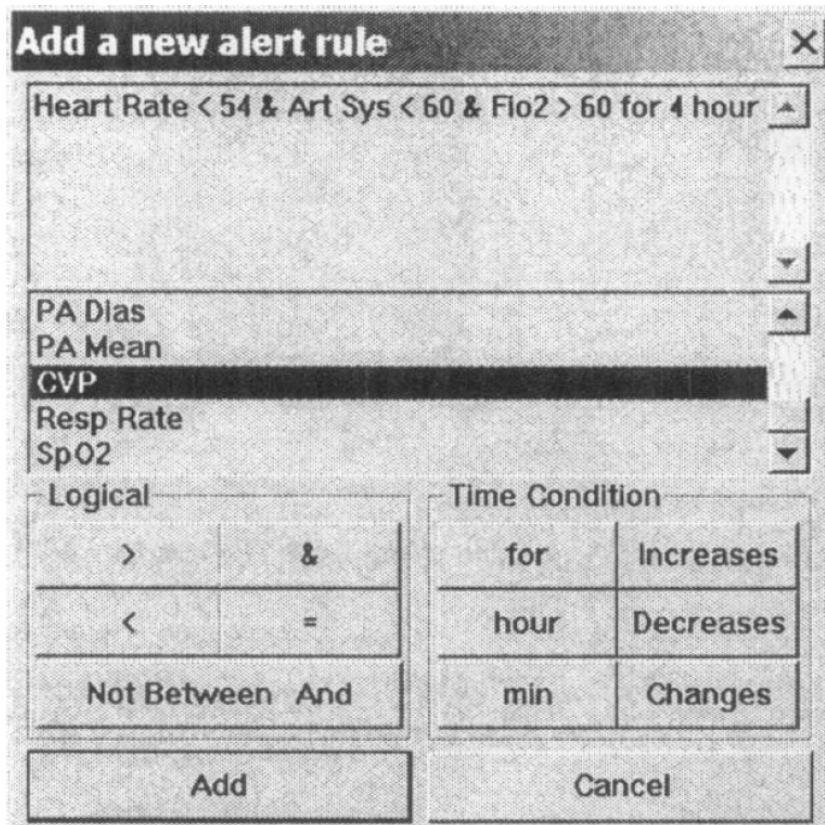 Add a new alert rule
Heart Rate < 54 & Art Sys < 60 & Fio2 > 60 for 4 hour
PA Dias
PA Mean
CVP
Resp Rate
SpO2
Logical
> &
< =
Not Between And
Time Condition
for Increases
hour Decreases
min Changes
Add Cancel